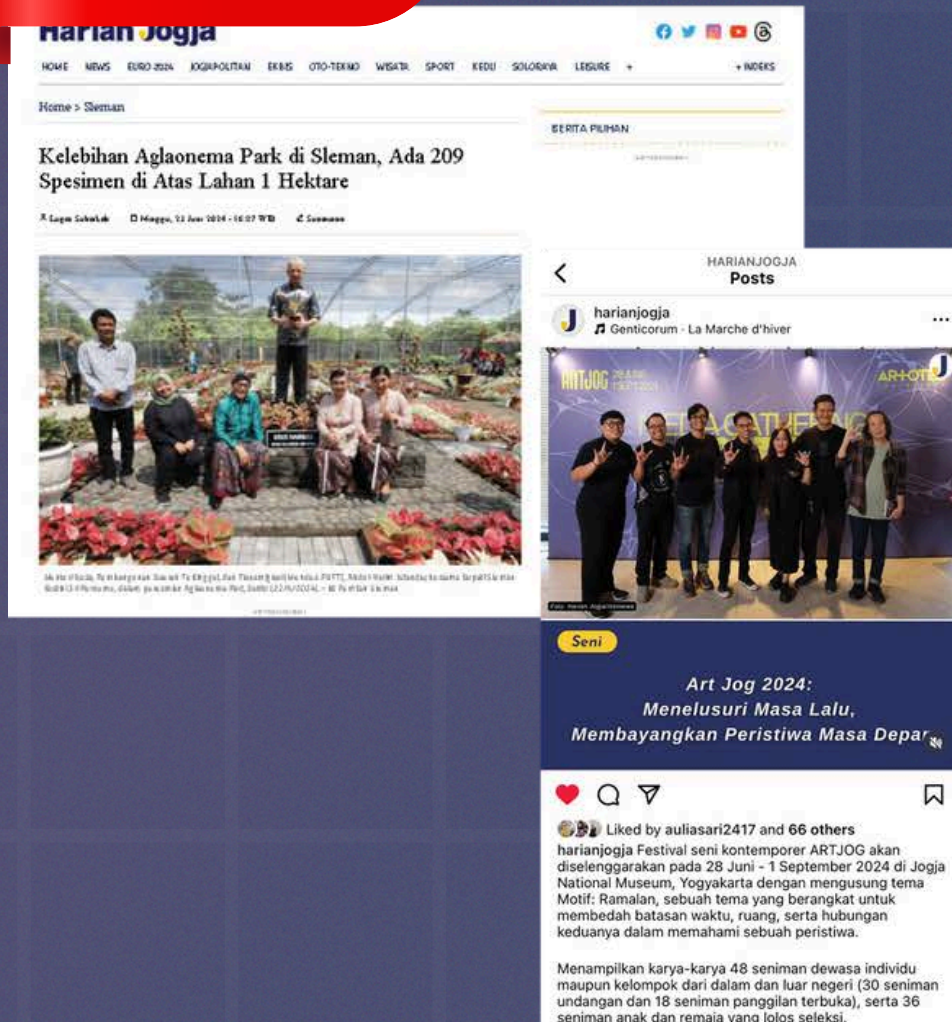 Harian Jogja
HOME NEWS EURO 2024 JOGJAPOLITAN EKBIS OTO-TEKNO WISATA SPORT KEDU SOLORAYA LEISURE + + INDEKS
Home > Sleman
BERITA PILIHAN
Kelebihan Aglaonema Park di Sleman, Ada 209
Spesimen di Atas Lahan 1 Hektare
HARIANJOGJA
Posts
harianjogja
Genticorum · La Marche d'hiver
J
ARTJOG
MEDIA GATHERING
Seni
Art Jog 2024:
Menelusuri Masa Lalu,
Membayangkan Peristiwa Masa Depan
Liked by auliasari2417 and 66 others
harianjogja Festival seni kontemporer ARTJOG akan
diselenggarakan pada 28 Juni - 1 September 2024 di Jogja
National Museum, Yogyakarta dengan mengusung tema
Motif: Ramalan, sebuah tema yang berangkat untuk
membedah batasan waktu, ruang, serta hubungan
keduanya dalam memahami sebuah peristiwa.
Menampilkan karya-karya 48 seniman dewasa individu
maupun kelompok dari dalam dan luar negeri (30 seniman
undangan dan 18 seniman panggilan terbuka), serta 36
seniman anak dan remaja yang lolos seleksi.